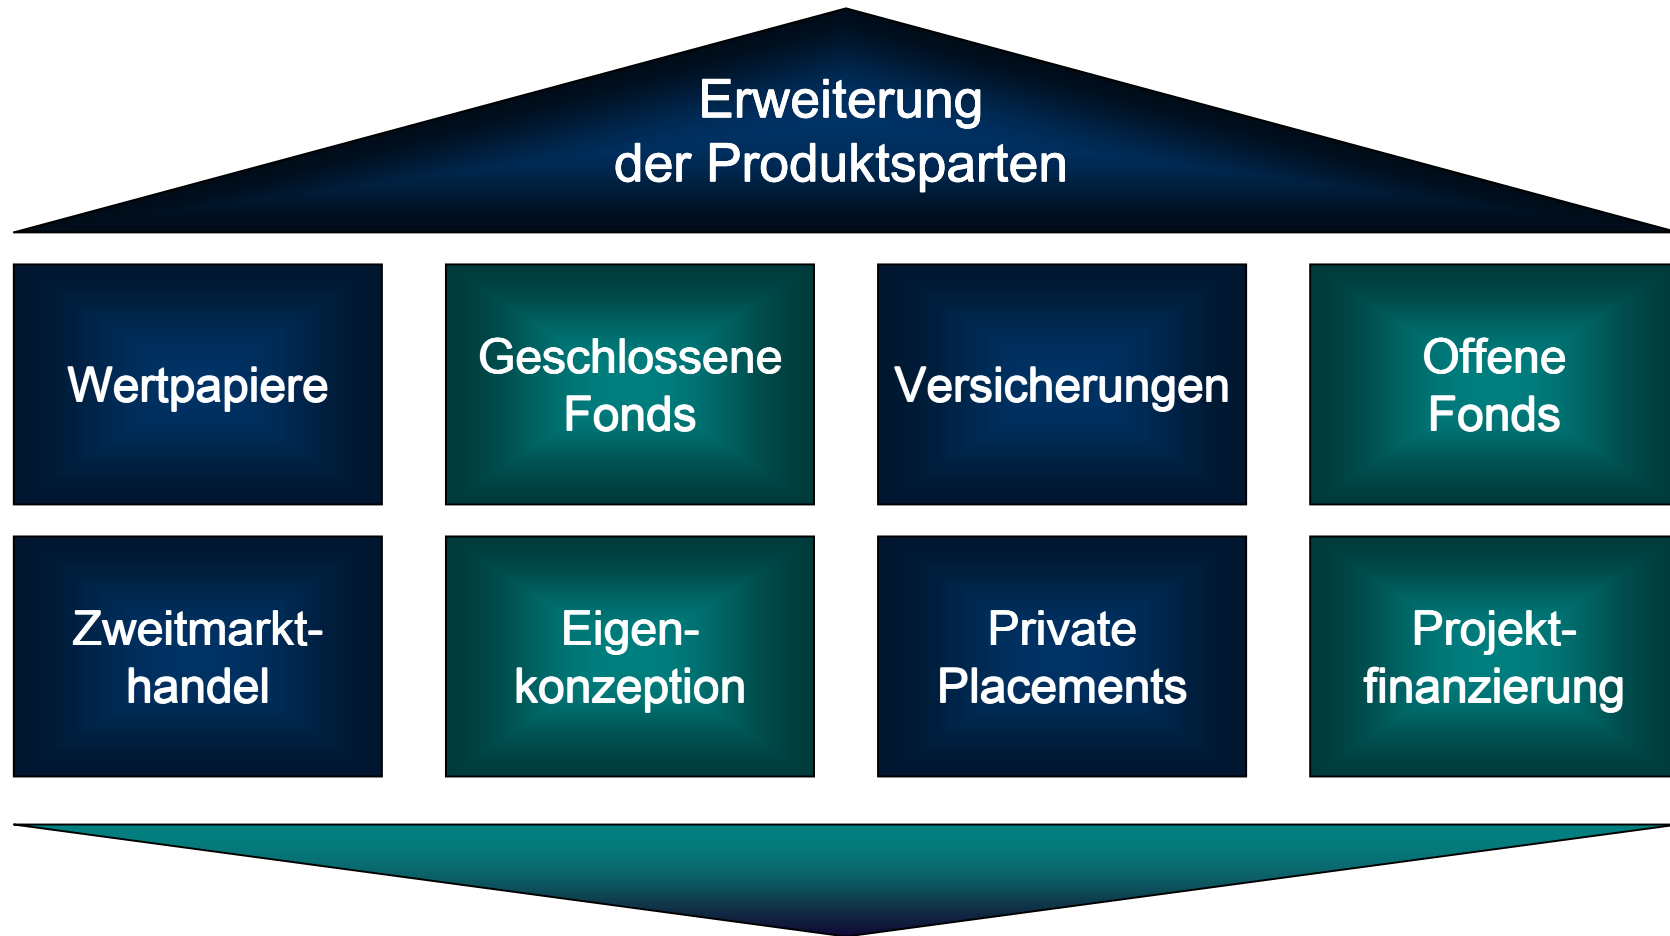 Erweiterung
der Produktsparten
Wertpapiere
Geschlossene
Fonds
Versicherungen
Offene
Fonds
Zweitmarkt-
handel
Eigen-
konzeption
Private
Placements
Projekt-
finanzierung